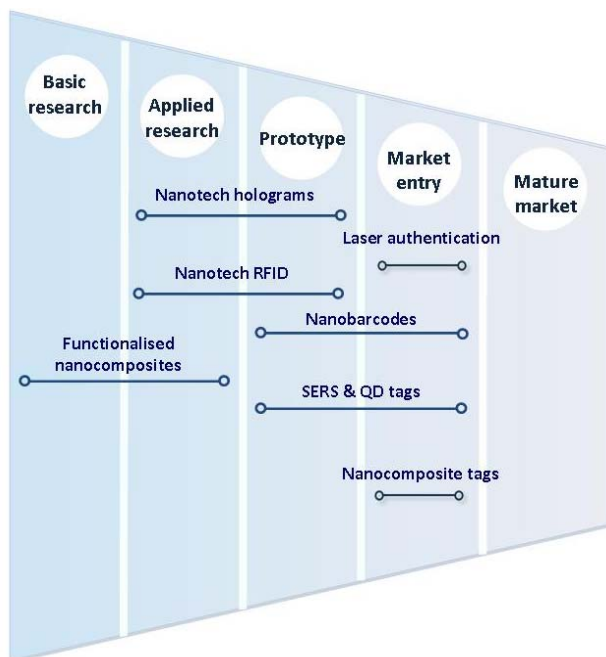 Basic
research
Applied
research
Prototype
Market
entry
Mature
market
Nanotech holograms
Laser authentication
Nanotech RFID
Nanobarcodes
Functionalised
nanocomposites
SERS & QD tags
Nanocomposite tags